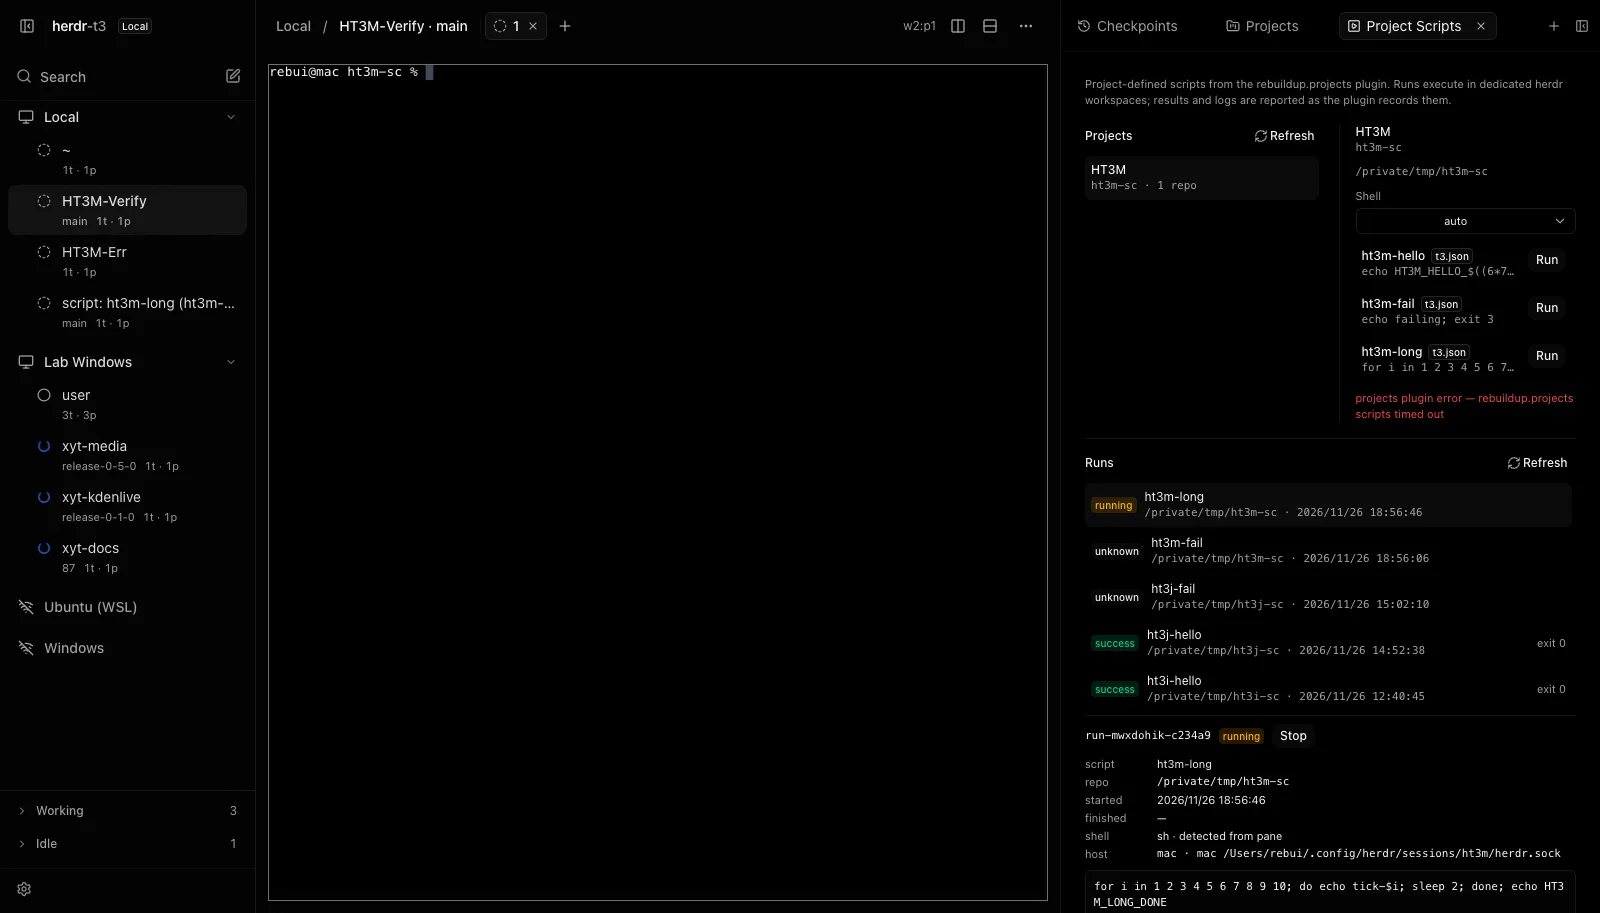 herdr-t3 Local
Search
Local
~
1t · 1p
HT3M-Verify
main 1t · 1p
HT3M-Err
1t · 1p
script: ht3m-long (ht3m-...
main 1t · 1p
Lab Windows
user
3t · 3p
xyt-media
release-0-5-0 1t · 1p
xyt-kdenlive
release-0-1-0 1t · 1p
xyt-docs
87 1t · 1p
Ubuntu (WSL)
Windows
Working 3
Idle 1
Local / HT3M-Verify · main 1 × +
w2:p1
rebui@mac ht3m-sc %
Checkpoints Projects Project Scripts ×
Project-defined scripts from the rebuildup.projects plugin. Runs execute in dedicated herdr
workspaces; results and logs are reported as the plugin records them.
Projects Refresh
HT3M
ht3m-sc · 1 repo
HT3M
ht3m-sc
/private/tmp/ht3m-sc
Shell
auto
ht3m-hello t3.json
echo HT3M_HELLO_$((6*7…
Run
ht3m-fail t3.json
echo failing; exit 3
Run
ht3m-long t3.json
for i in 1 2 3 4 5 6 7…
Run
projects plugin error — rebuildup.projects
scripts timed out
Runs Refresh
running ht3m-long
/private/tmp/ht3m-sc · 2026/11/26 18:56:46
unknown ht3m-fail
/private/tmp/ht3m-sc · 2026/11/26 18:56:06
unknown ht3j-fail
/private/tmp/ht3j-sc · 2026/11/26 15:02:10
success ht3j-hello
/private/tmp/ht3j-sc · 2026/11/26 14:52:38
exit 0
success ht3i-hello
/private/tmp/ht3i-sc · 2026/11/26 12:40:45
exit 0
run-mwxdohik-c234a9 running Stop
script ht3m-long
repo /private/tmp/ht3m-sc
started 2026/11/26 18:56:46
finished —
shell sh · detected from pane
host mac · mac /Users/rebui/.config/herdr/sessions/ht3m/herdr.sock
for i in 1 2 3 4 5 6 7 8 9 10; do echo tick-$i; sleep 2; done; echo HT3
M_LONG_DONE